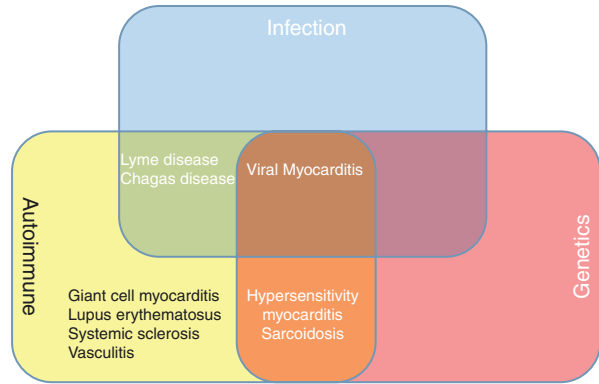 Infection
Lyme disease
Chagas disease
Viral Myocarditis
Autoimmune
Genetics
Giant cell myocarditis
Lupus erythematosus
Systemic sclerosis
Vasculitis
Hypersensitivity
myocarditis
Sarcoidosis